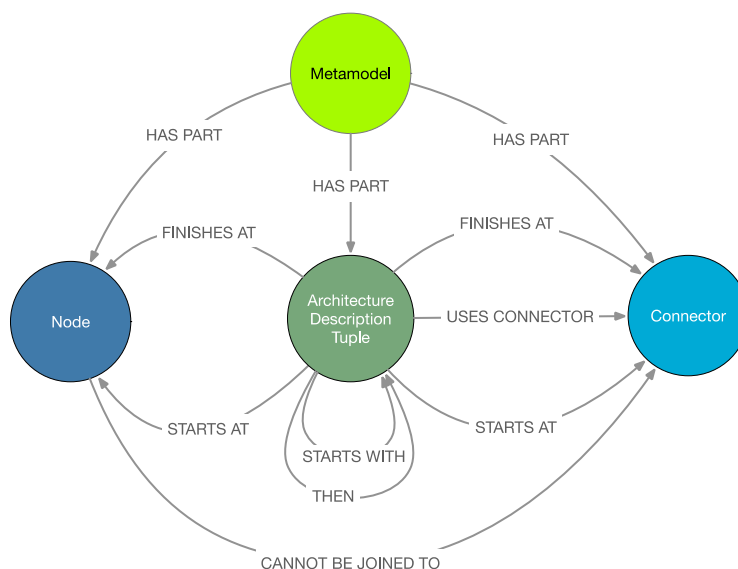 Metamodel
HAS PART
HAS PART
HAS PART
FINISHES AT
FINISHES AT
Node
Architecture
Description
Tuple
USES CONNECTOR
Connector
STARTS AT
STARTS AT
STARTS WITH
THEN
CANNOT BE JOINED TO